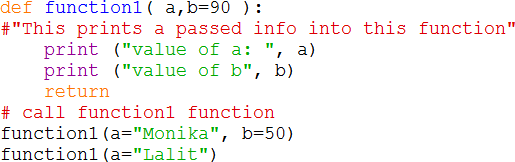 def function1( a,b=90 ):
#"This prints a passed info into this function"
    print ("value of a: ", a)
    print ("value of b", b)
    return
# call function1 function
function1(a="Monika", b=50)
function1(a="Lalit")